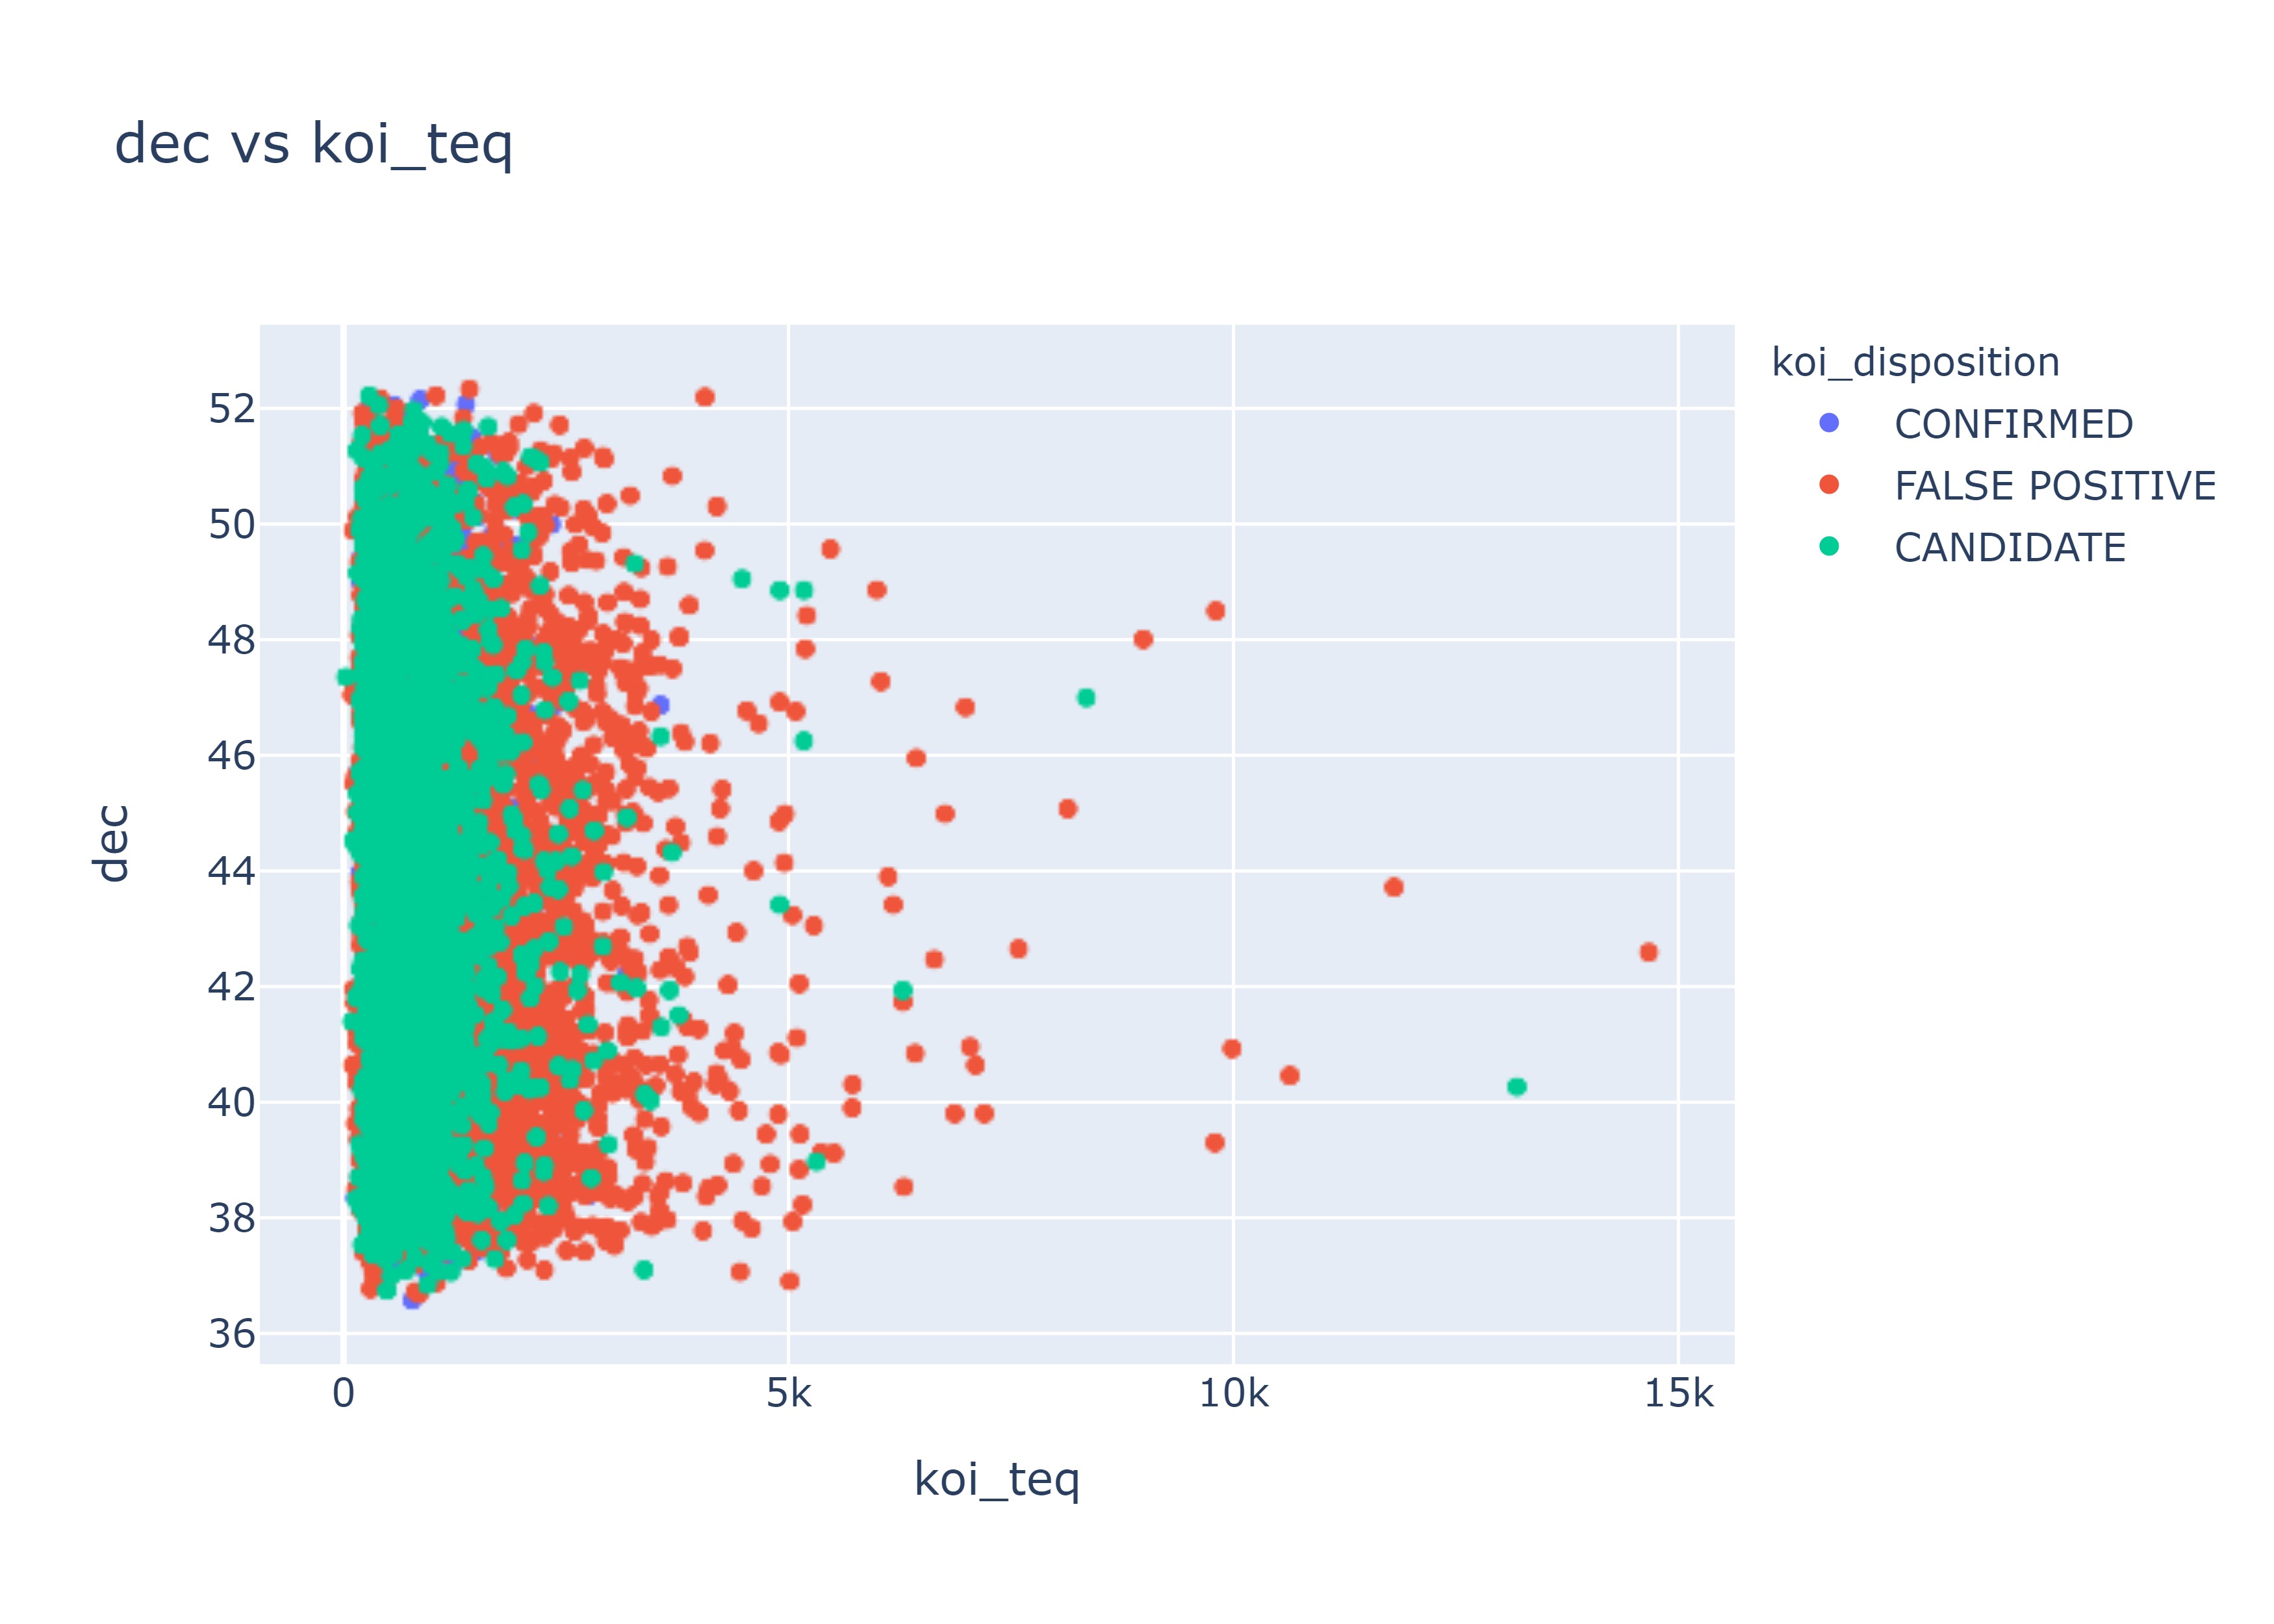 dec vs koi_teq
koi_disposition
CONFIRMED
FALSE POSITIVE
CANDIDATE
52
50
48
46
44
42
40
38
36
dec
0
5k
10k
15k
koi_teq